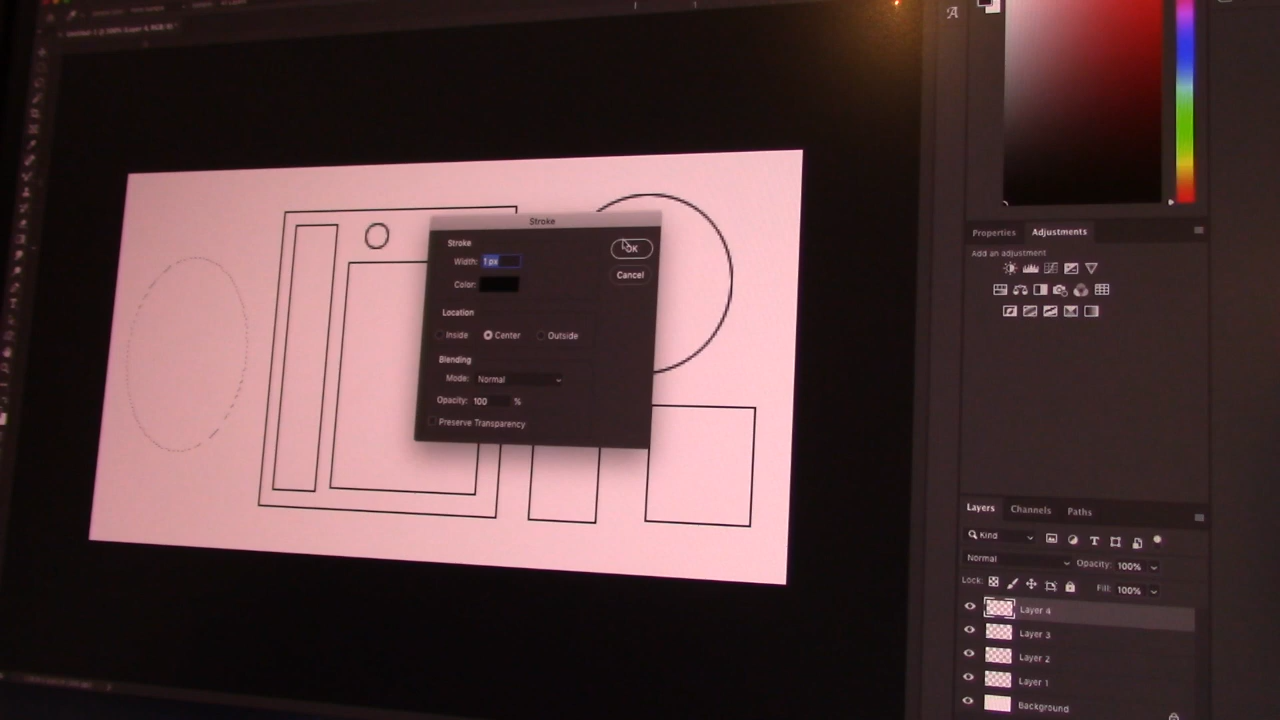 Stroke
Stroke
OK
Width: 1 px
Cancel
Color:
Location
Inside Center Outside
Blending
Mode: Normal
Opacity: 100 %
Preserve Transparency
A
Properties Adjustments
Add an adjustment
Layers Channels Paths
Kind
T
Normal Opacity: 100%
Lock: Fill: 100%
Layer 4
Layer 3
Layer 2
Layer 1
Background